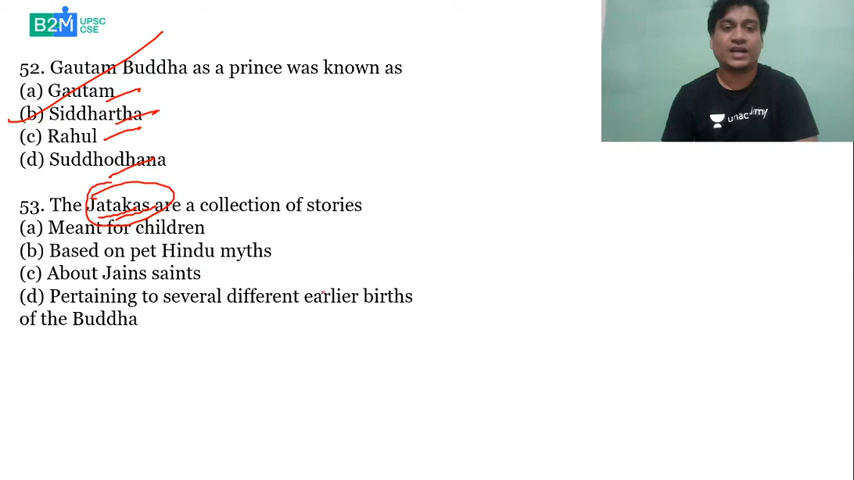 B2M UPSC
CSE
52. Gautam Buddha as a prince was known as
(a) Gautam
(b) Siddhartha
(c) Rahul
(d) Suddhodhana
53. The Jatakas are a collection of stories
(a) Meant for children
(b) Based on pet Hindu myths
(c) About Jains saints
(d) Pertaining to several different earlier births
of the Buddha
unacademy